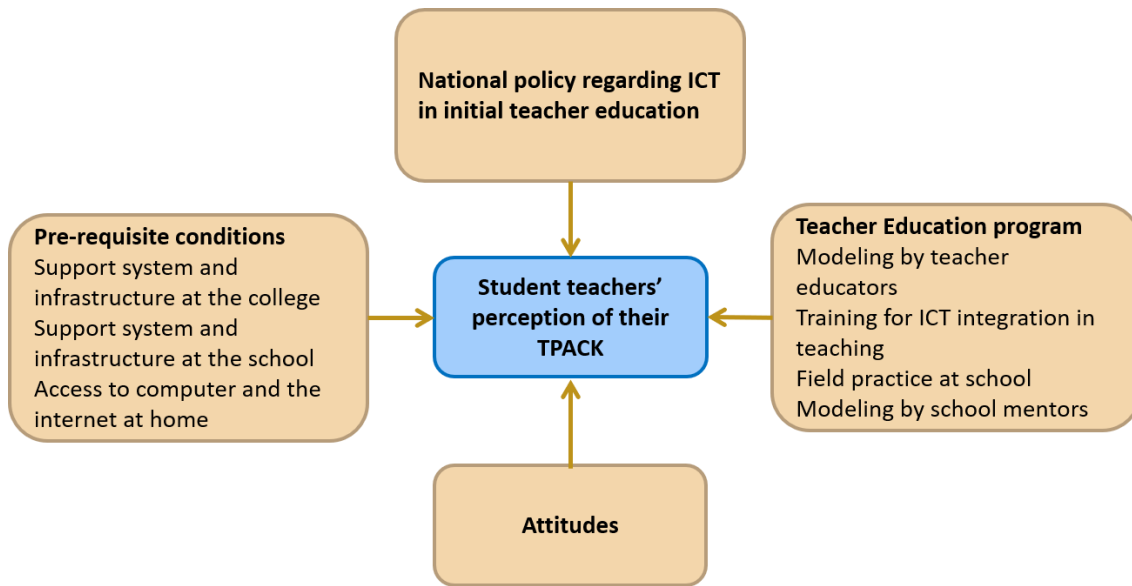 National policy regarding ICT
in initial teacher education
Pre-requisite conditions
Support system and
infrastructure at the college
Support system and
infrastructure at the school
Access to computer and the
internet at home
Student teachers’
perception of their
TPACK
Teacher Education program
Modeling by teacher
educators
Training for ICT integration in
teaching
Field practice at school
Modeling by school mentors
Attitudes